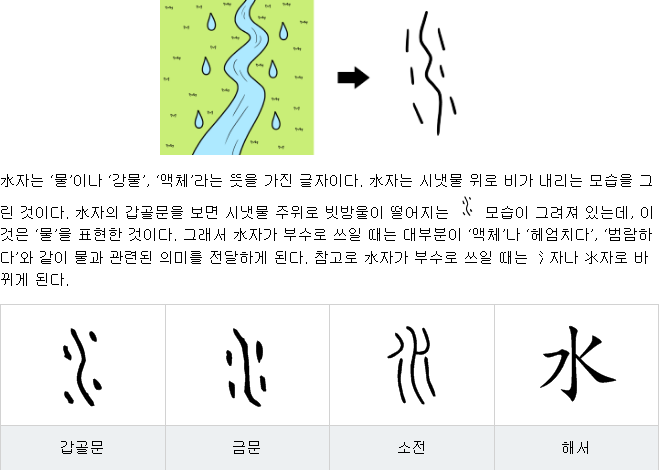 水자는 ‘물’이나 ‘강물’, ‘액체’라는 뜻을 가진 글자이다. 水자는 시냇물 위로 비가 내리는 모습을 그
린 것이다. 水자의 갑골문을 보면 시냇물 주위로 빗방울이 떨어지는 모습이 그려져 있는데, 이
것은 ‘물’을 표현한 것이다. 그래서 水자가 부수로 쓰일 때는 대부분이 ‘액체’나 ‘헤엄치다’, ‘범람하
다’와 같이 물과 관련된 의미를 전달하게 된다. 참고로 水자가 부수로 쓰일 때는 氵자나 氺자로 바
뀌게 된다.
水
갑골문 금문 소전 해서